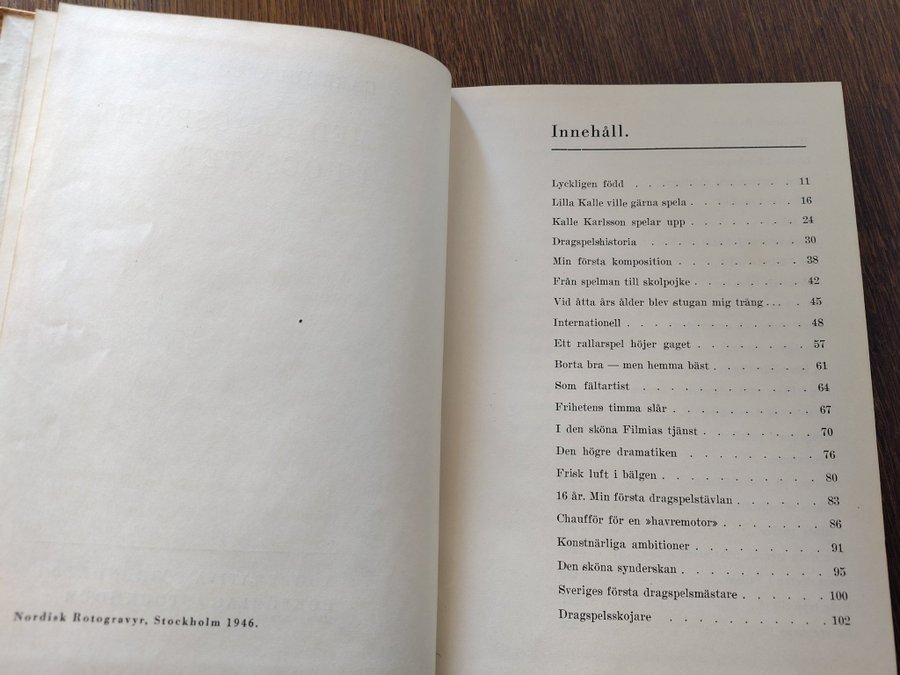 Nordisk Rotogravyr, Stockholm 1946.
Innehåll.
Lyckligen född . . . . . . . . . . . 11
Lilla Kalle ville gärna spela . . . . . . . . 16
Kalle Karlsson spelar upp . . . . . . . . 24
Dragspelshistoria . . . . . . . . . . 30
Min första komposition . . . . . . . . . 38
Från spelman till skolpojke . . . . . . . . 42
Vid åtta års ålder blev stugan mig trång ... . 45
Internationell . . . . . . . . . . . . 48
Ett rallarspel höjer gaget . . . . . . . . 57
Borta bra — men hemma bäst . . . . . . . 61
Som fältartist . . . . . . . . . . . 64
Frihetens timma slår . . . . . . . . . 67
I den sköna Filmias tjänst . . . . . . . . 70
Den högre dramatiken . . . . . . . . . 76
Frisk luft i bälgen . . . . . . . . . . 80
16 år. Min första dragspelstävlan . . . . . . 83
Chaufför för en »havremotor» . . . . . . . 86
Konstnärliga ambitioner . . . . . . . . . 91
Den sköna synderskan . . . . . . . . . 95
Sveriges första dragspelsmästare . . . . . . 100
Dragspelsskojare . . . . . . . . . . 102